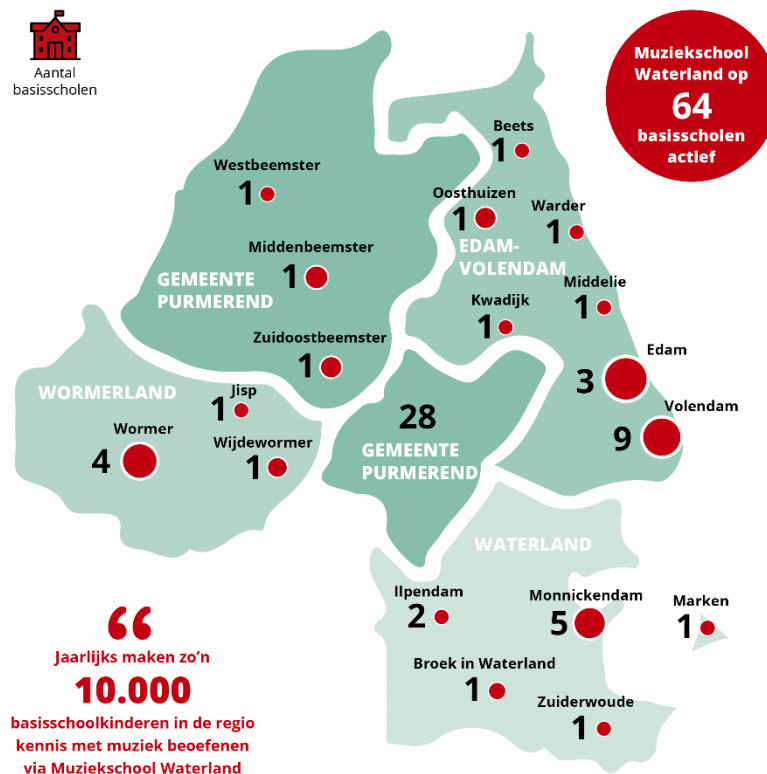 Aantal
basisscholen
Muziekschool
Waterland op
64
basisscholen
actief
Westbeemster
1
Middenbeemster
1
GEMEENTE
PURMEREND
Zuidoostbeemster
1
Beets
1
Oosthuizen
1
Warder
1
EDAM-
VOLENDAM
Middelie
1
Kwadijk
1
Edam
3
Volendam
9
WORMERLAND
Jisp
1
Wormer
4
Wijdewormer
1
28
GEMEENTE
PURMEREND
WATERLAND
Ilpendam
2
Monnickendam
5
Marken
1
Broek in Waterland
1
Zuiderwoude
1
“
Jaarlijks maken zo’n
10.000
basisschoolkinderen in de regio
kennis met muziek beoefenen
via Muziekschool Waterland